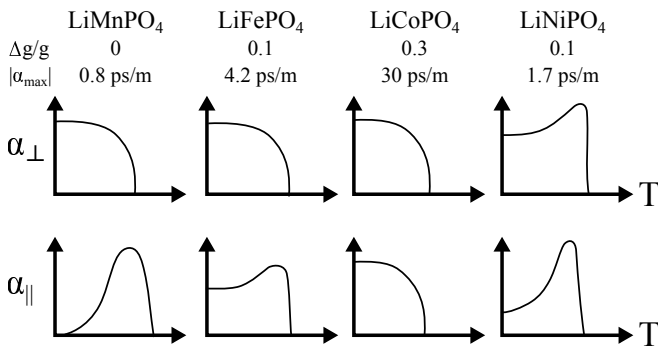 LiMnPO₄ LiFePO₄ LiCoPO₄ LiNiPO₄
Δg/g 0 0.1 0.3 0.1
|αmax| 0.8 ps/m 4.2 ps/m 30 ps/m 1.7 ps/m
α⊥
T
α||
T